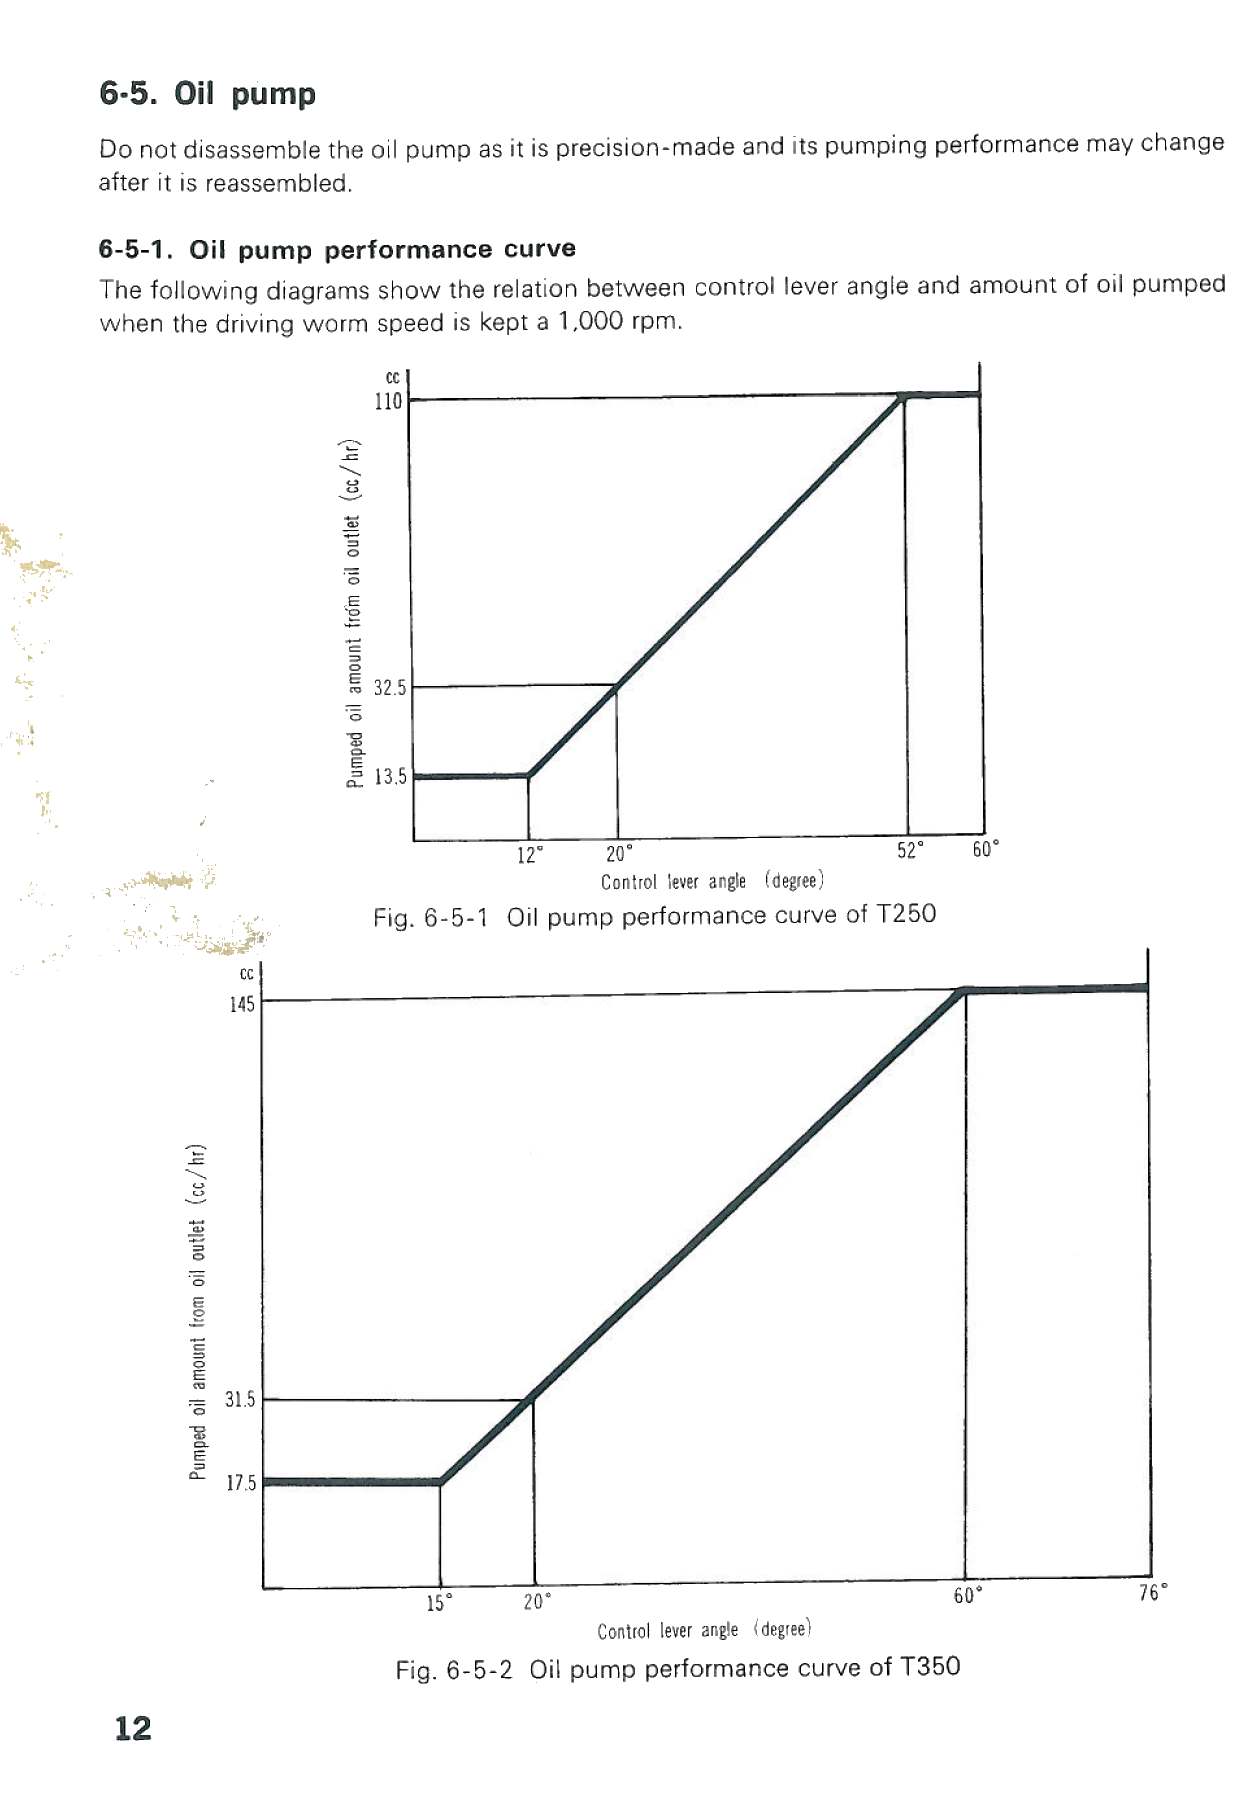 6-5. Oil pump
Do not disassemble the oil pump as it is precision-made and its pumping performance may change
after it is reassembled.
6-5-1. Oil pump performance curve
The following diagrams show the relation between control lever angle and amount of oil pumped
when the driving worm speed is kept a 1,000 rpm.
cc
110
Pumped oil amount from oil outlet (cc/hr)
32.5
13.5
12° 20° 52° 60°
Control lever angle (degree)
Fig. 6-5-1 Oil pump performance curve of T250
cc
145
Pumped oil amount from oil outlet (cc/hr)
31.5
17.5
15° 20° 60° 76°
Control lever angle (degree)
Fig. 6-5-2 Oil pump performance curve of T350
12